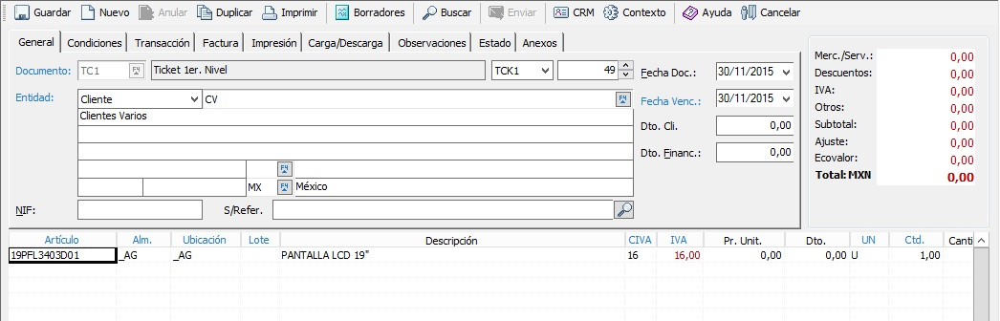 Guardar Nuevo Anular Duplicar Imprimir Borradores Buscar Enviar CRM Contexto Ayuda Cancelar
General Condiciones Transacción Factura Impresión Carga/Descarga Observaciones Estado Anexos
Documento: TC1 F4 Ticket 1er. Nivel TCK1 49 Fecha Doc.: 30/11/2015
Entidad: Cliente CV F4 Fecha Venc.: 30/11/2015
Clientes Varios Dto. Cli. 0,00
Dto. Financ.: 0,00
F4
MX F4 México
NIF: S/Refer.
Merc./Serv.: 0,00
Descuentos: 0,00
IVA: 0,00
Otros: 0,00
Subtotal: 0,00
Ajuste: 0,00
Ecovalor: 0,00
Total: MXN 0,00
Artículo Alm. Ubicación Lote Descripción CIVA IVA Pr. Unit. Dto. UN Ctd. Canti
19PFL3403D01 _AG _AG PANTALLA LCD 19" 16 16,00 0,00 0,00 U 1,00